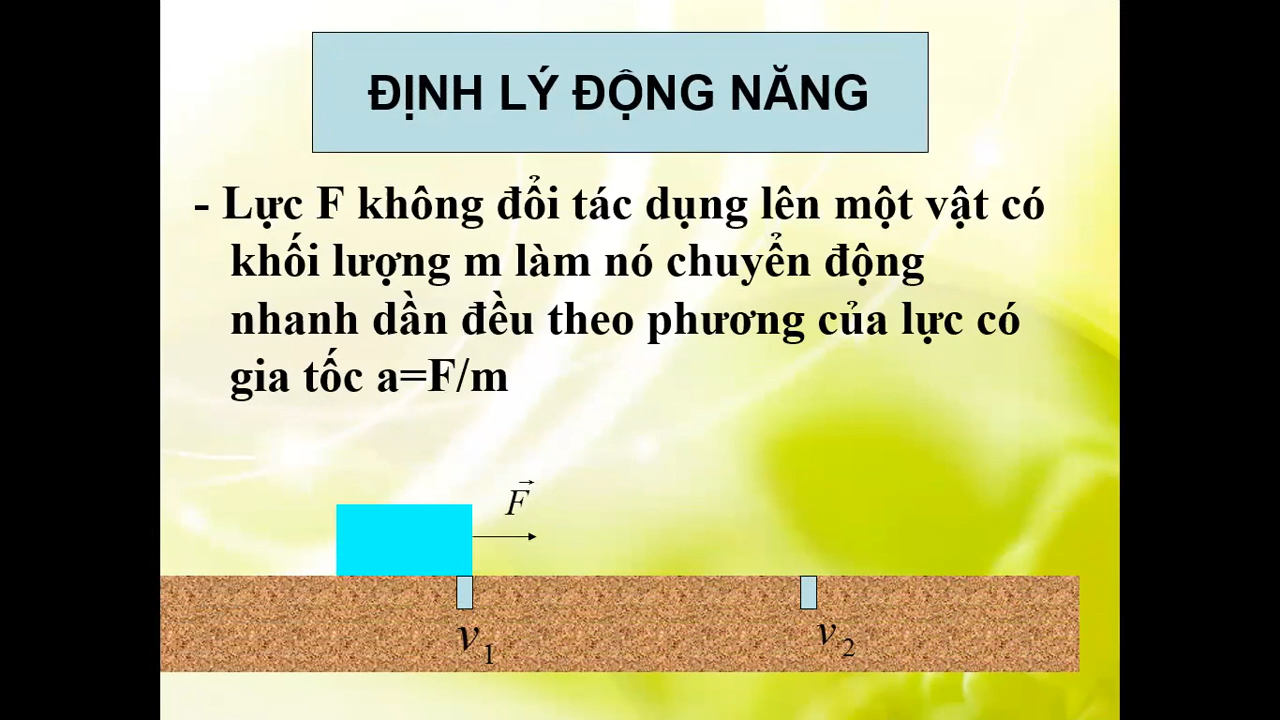 ĐỊNH LÝ ĐỘNG NĂNG
- Lực F không đổi tác dụng lên một vật có
khối lượng m làm nó chuyển động
nhanh dần đều theo phương của lực có
gia tốc a=F/m
F⃗
v₁
v₂